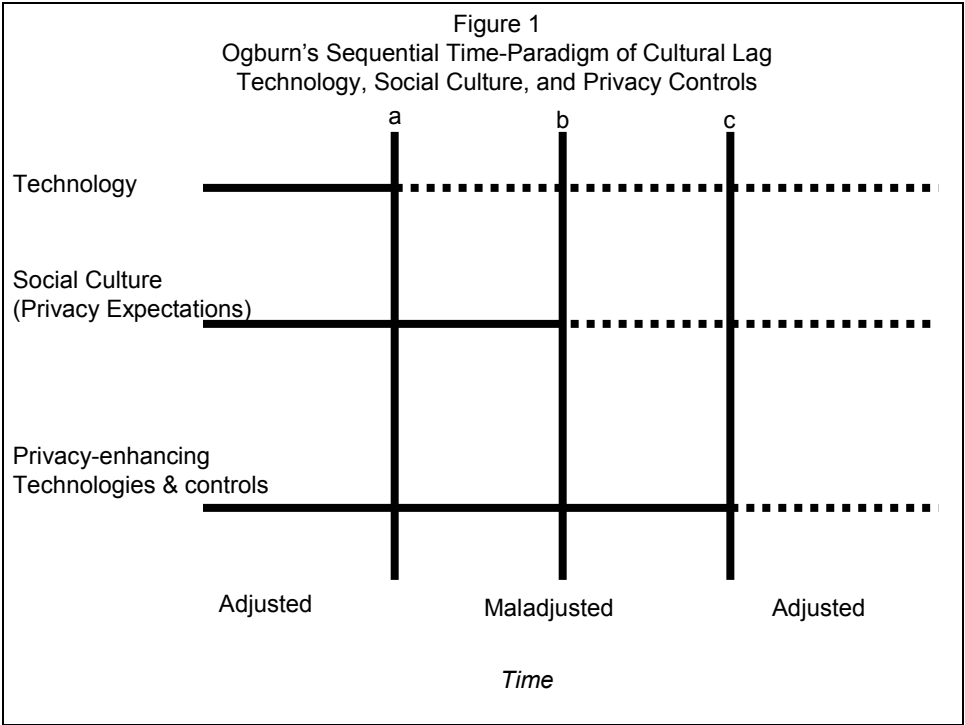 Figure 1
Ogburn’s Sequential Time-Paradigm of Cultural Lag
Technology, Social Culture, and Privacy Controls
a
b
c
Technology
Social Culture
(Privacy Expectations)
Privacy-enhancing
Technologies & controls
Adjusted
Maladjusted
Adjusted
Time